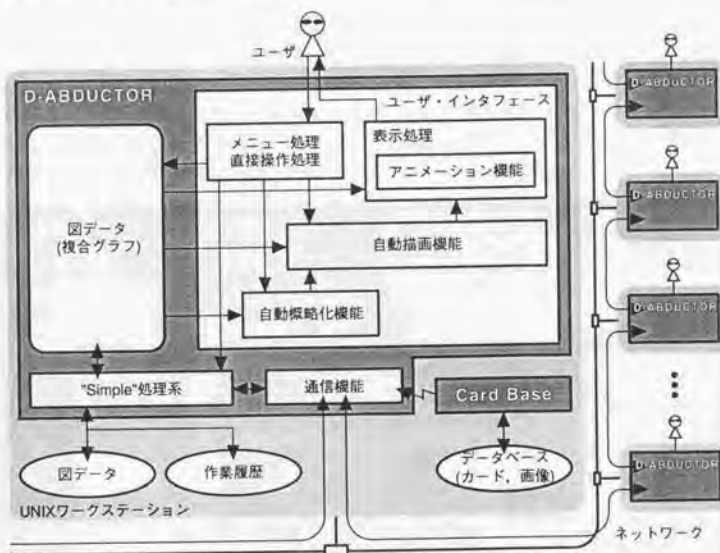 ユーザ
D-ABDUCTOR
ユーザ・インタフェース
メニュー処理
直接操作処理
表示処理
アニメーション機能
図データ
(複合グラフ)
自動描画機能
自動概略化機能
"Simple"処理系
通信機能
Card Base
図データ
作業履歴
データベース
(カード, 画像)
UNIXワークステーション
D-ABDUCTOR
D-ABDUCTOR
D-ABDUCTOR
D-ABDUCTOR
ネットワーク